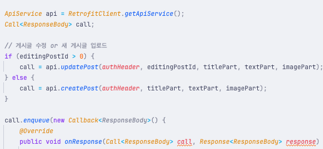 ApiService api = RetrofitClient.getApiService();
Call<ResponseBody> call;
// 게시글 수정 or 새 게시글 업로드
if (editingPostId > 0) {
call = api.updatePost(authHeader, editingPostId, titlePart, textPart, imagePart);
} else {
call = api.createPost(authHeader, titlePart, textPart, imagePart);
}
call.enqueue(new Callback<ResponseBody>() {
@Override
public void onResponse(Call<ResponseBody> call, Response<ResponseBody> response)